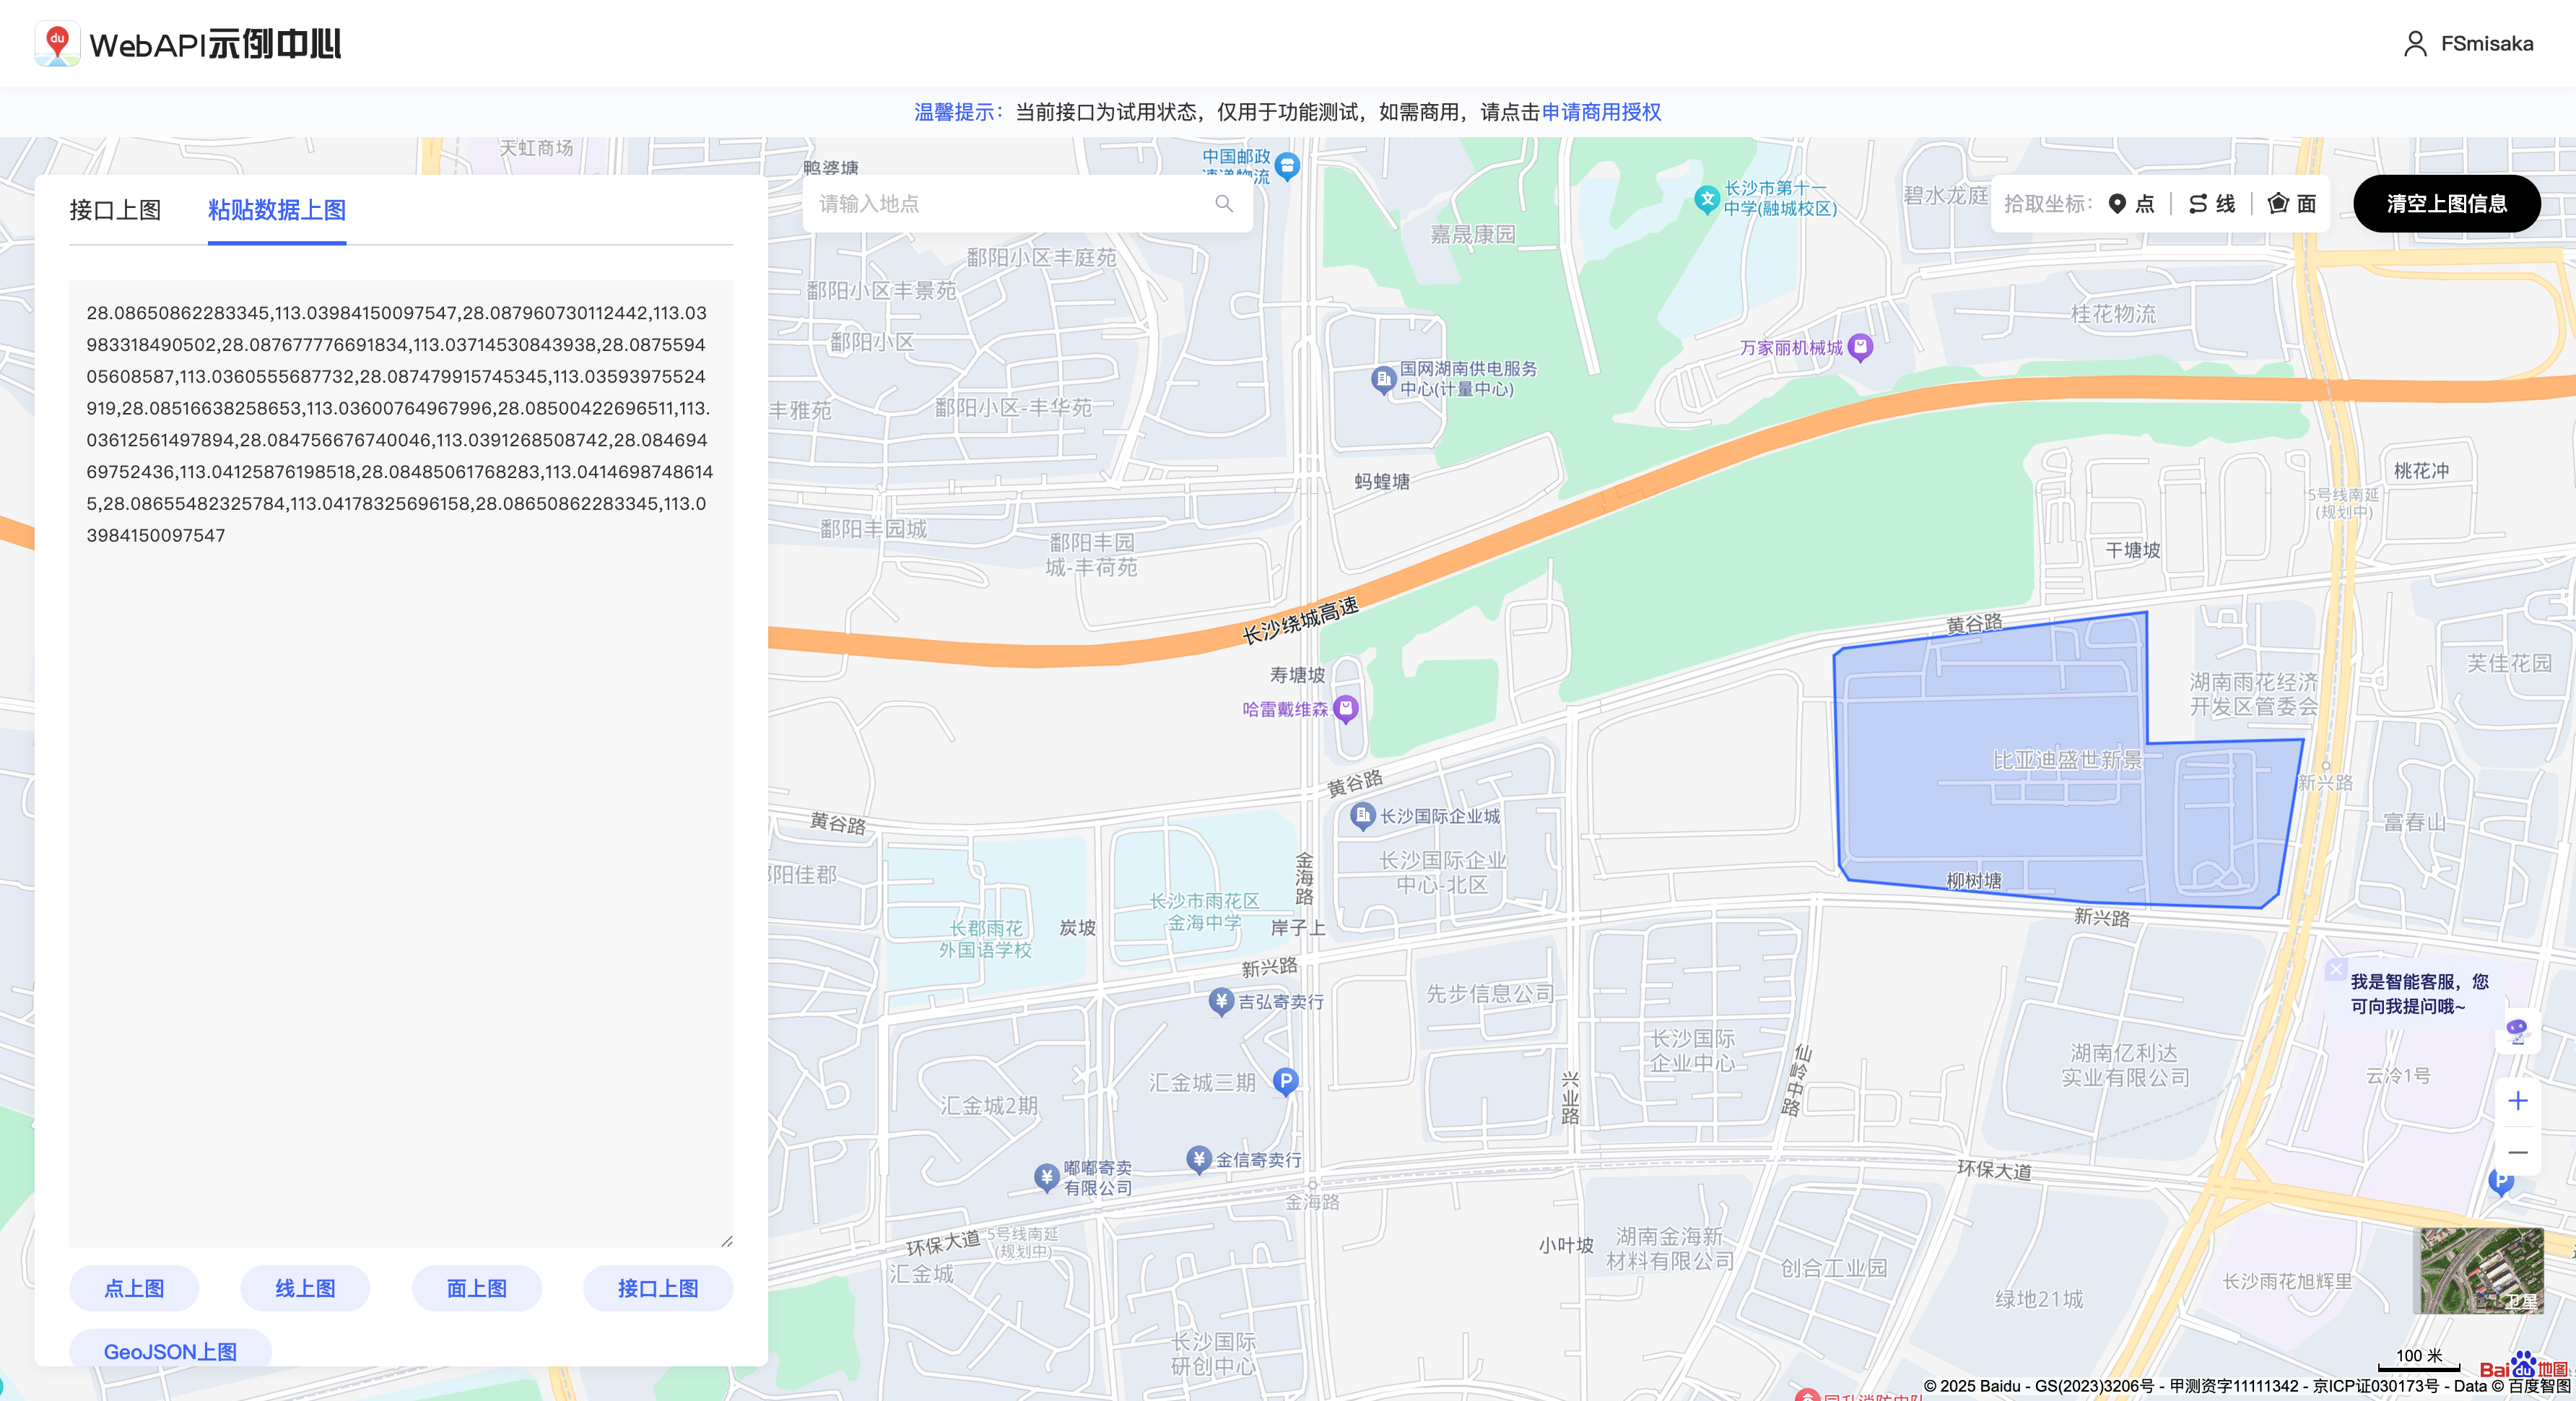 WebAPI示例中心
FSmisaka
温馨提示：当前接口为试用状态，仅用于功能测试，如需商用，请点击申请商用授权
接口上图
粘贴数据上图
28.08650862283345,113.03984150097547,28.087960730112442,113.03
983318490502,28.087677776691834,113.03714530843938,28.0875594
05608587,113.0360555687732,28.087479915745345,113.03593975524
919,28.08516638258653,113.03600764967996,28.08500422696511,113.
03612561497894,28.084756676740046,113.0391268508742,28.084694
69752436,113.04125876198518,28.08485061768283,113.0414698748614
5,28.08655482325784,113.04178325696158,28.08650862283345,113.0
3984150097547
点上图
线上图
面上图
接口上图
GeoJSON上图
请输入地点
拾取坐标：
点
线
面
清空上图信息
天虹商场
鸭婆塘
中国邮政
长沙市第十一
中学(融城校区)
碧水龙庭
嘉晟康园
鄱阳小区丰庭苑
鄱阳小区丰景苑
鄱阳小区
丰雅苑
鄱阳小区-丰华苑
国网湖南供电服务
中心(计量中心)
万家丽机械城
桂花物流
蚂蝗塘
桃花冲
5号线南延
(规划中)
鄱阳丰园城
鄱阳丰园
城-丰荷苑
干塘坡
长沙绕城高速
黄谷路
寿塘坡
哈雷戴维森
湖南雨花经济
开发区管委会
芙佳花园
比亚迪盛世新景
新兴路
黄谷路
黄谷路
长沙国际企业城
富春山
金海路
长沙国际企业
中心-北区
阳佳郡
柳树塘
长沙市雨花区
金海中学
长郡雨花
外国语学校
炭坡
岸子上
新兴路
新兴路
我是智能客服，您
可向我提问哦~
先步信息公司
吉弘寄卖行
长沙国际
企业中心
湖南亿利达
实业有限公司
云冷1号
汇金城三期
P
汇金城2期
兴业路
仙岭中路
嘟嘟寄卖
有限公司
金信寄卖行
环保大道
P
金海路
环保大道
5号线南延
(规划中)
汇金城
小叶坡
湖南金海新
材料有限公司
创合工业园
绿地21城
长沙雨花旭辉里
卫星
长沙国际
研创中心
100 米
Bai du 地图
© 2025 Baidu - GS(2023)3206号 - 甲测资字11111342 - 京ICP证030173号 - Data © 百度智图